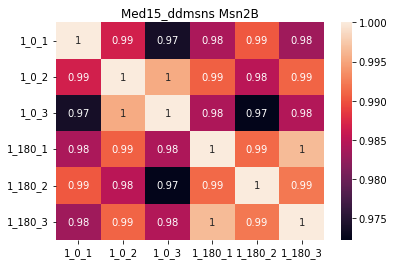 Med15_ddmsns Msn2B
1_0_1 1 0.99 0.97 0.98 0.99 0.98
1_0_2 0.99 1 1 0.99 0.98 0.99
1_0_3 0.97 1 1 0.98 0.97 0.98
1_180_1 0.98 0.99 0.98 1 0.99 1
1_180_2 0.99 0.98 0.97 0.99 1 0.99
1_180_3 0.98 0.99 0.98 1 0.99 1
1_0_1 1_0_2 1_0_3 1_180_1 1_180_2 1_180_3
1.000
0.995
0.990
0.985
0.980
0.975